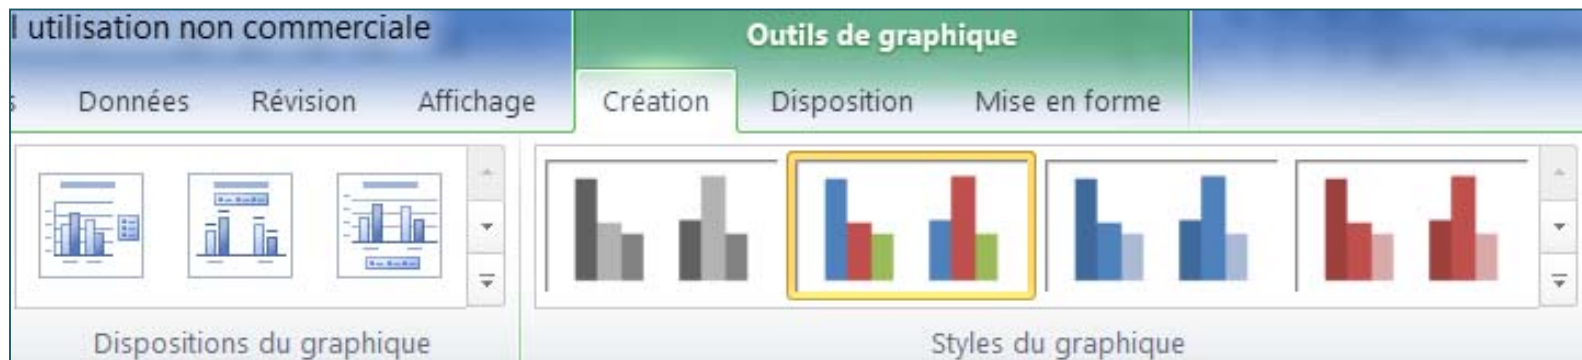 l utilisation non commerciale
Outils de graphique
s Données Révision Affichage Création Disposition Mise en forme
Dispositions du graphique
Styles du graphique